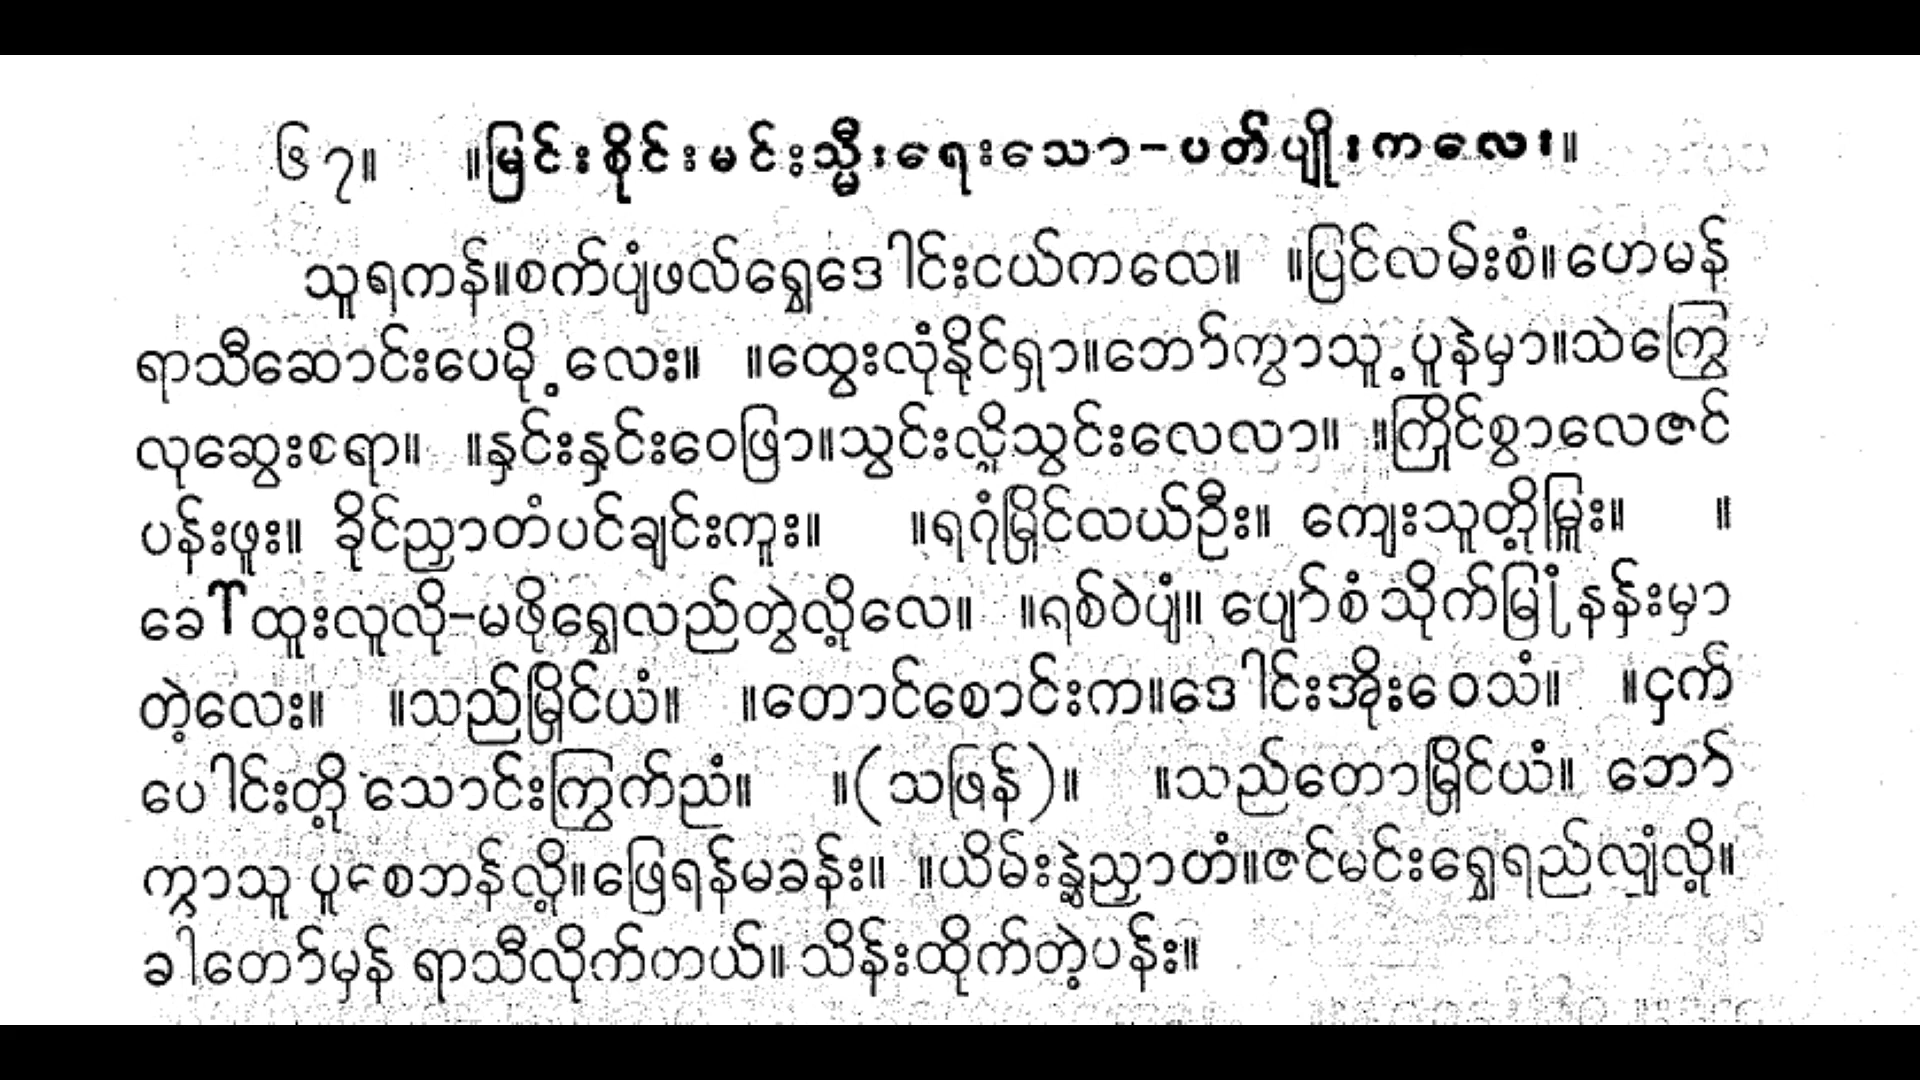 ၆၇။ ။မြင်းစိုင်းမင်းသ္မီးရေးသော-ပတ်ပျိုးကလေး။
သူရကန်။စက်ပျံဖလ်ရွှေဒေါင်းငယ်ကလေ။ ။ပြင်လမ်းစံ။ဟေမန်
ရာသီဆောင်းပေမို့လေး။ ။ထွေးလုံနိုင်ရှာ။ဘော်ကွာသူ့ပူနဲမှာ။သဲကြွေ
လုဆွေးစရာ။ ။နှင်းနှင်းဝေဖြာ။သွင်းလှိုသွင်းလေလာ။ ။ကြိုင်စွာလေဇင်
ပန်းဖူး။ ခိုင်ညှာတံပင်ချင်းကူး။ ။ရဂုံမြှိုင်လယ်ဦး။ ကျေးသူတို့မြှူး။ ။
ခေါ်ထူးလူလို-မဖိုရွှေလည်တွဲလို့လေ။ ။ရစ်ဝဲပျံ။ ပျော်စံသိုက်မြုံနန်းမှာ
တဲ့လေး။ ။သည်မြှိုင်ယံ။ ။တောင်စောင်းက။ဒေါင်းအိုးဝေသံ။ ။ငှက်
ပေါင်းတို့ သောင်းကြွက်ညံ။ ။(သဖြန်)။ ။သည်တောမြှိုင်ယံ။ ဘော်
ကွာသူ ပူစေဘန်လို့။ဖြေရန်မခန်း။ ။ယိမ်းနွဲ့ညှာတံ။ဇင်မင်းရွှေရည်လျှံလို့။
ခါတော်မှန် ရာသီလိုက်တယ်။ သိန်းထိုက်တဲ့ပန်း။